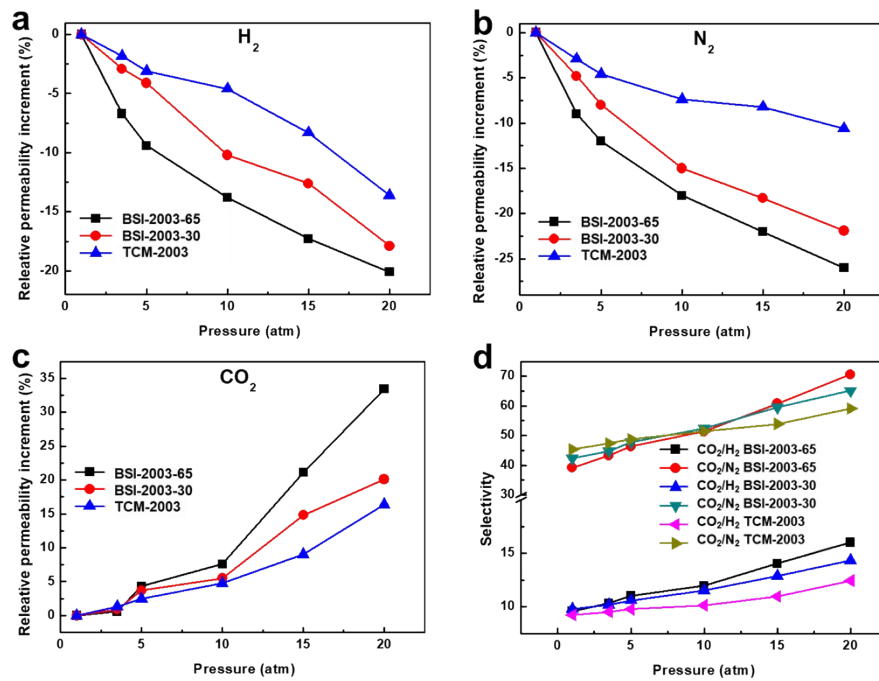 a
H2
Releative permeability increment (%)
0
-5
-10
-15
-20
BSI-2003-65
BSI-2003-30
TCM-2003
0 5 10 15 20
Pressure (atm)
b
N2
Releative permeability increment (%)
0
-5
-10
-15
-20
-25
BSI-2003-65
BSI-2003-30
TCM-2003
0 5 10 15 20
Pressure (atm)
c
CO2
Releative permeability increment (%)
35
30
25
20
15
10
5
0
BSI-2003-65
BSI-2003-30
TCM-2003
0 5 10 15 20
Pressure (atm)
d
Selectivity
70
60
50
40
30
15
10
CO2/H2 BSI-2003-65
CO2/N2 BSI-2003-65
CO2/H2 BSI-2003-30
CO2/N2 BSI-2003-30
CO2/H2 TCM-2003
CO2/N2 TCM-2003
0 5 10 15 20
Pressure (atm)